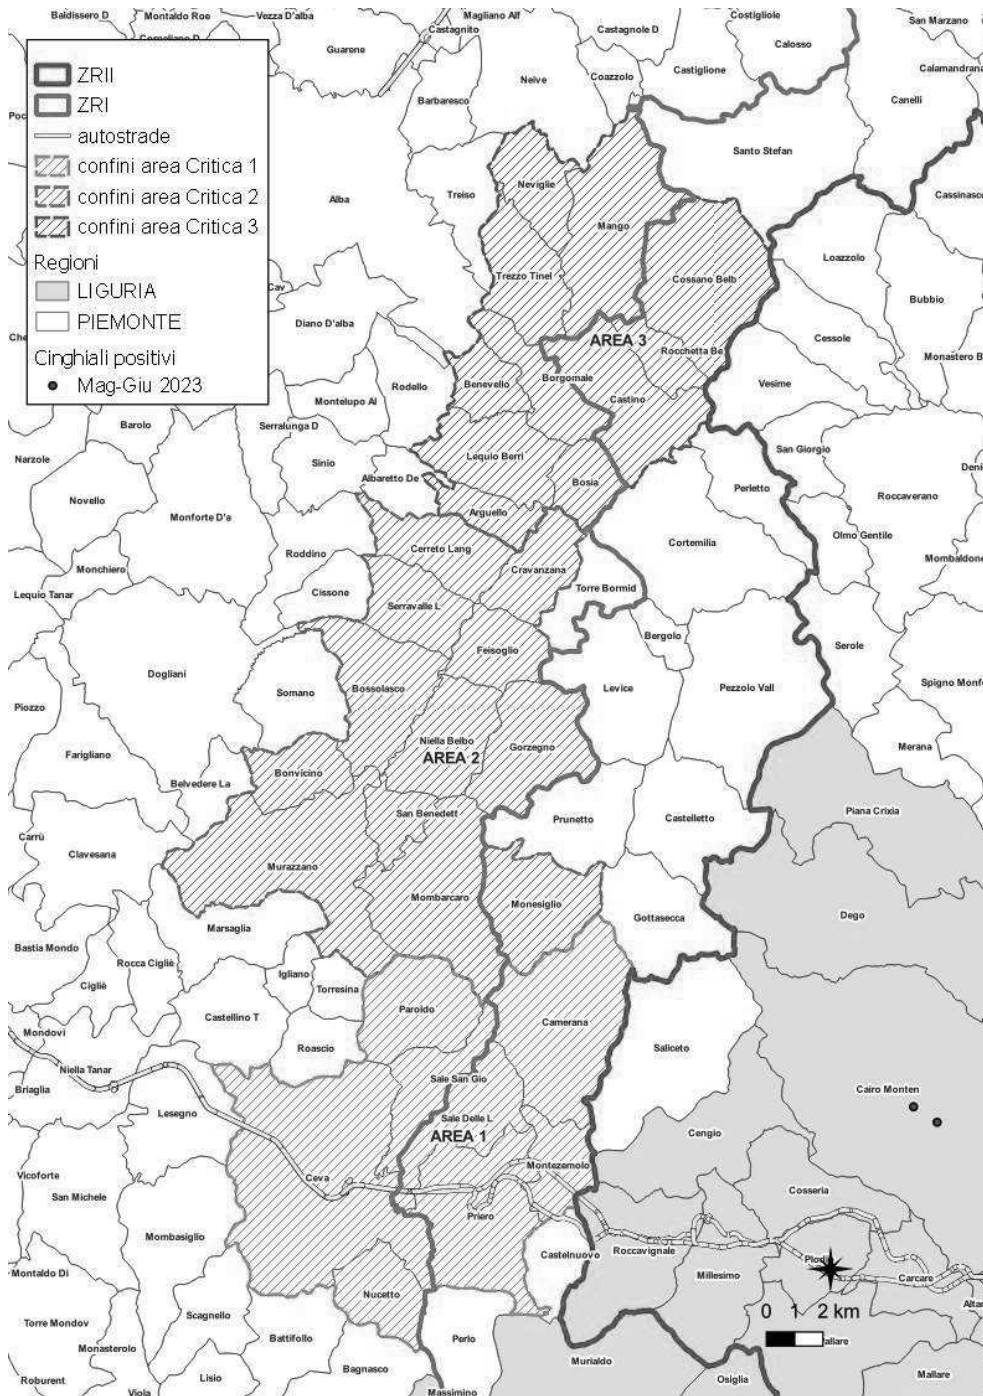 Baldissero D
Montaldo Roe
Vezza D'alba
Magliano Alf
Costigliole
San Marzano
Corneliano D
Castagnito
Castagnole D
Guarene
Calosso
Neive
Coazzolo
Castiglione
Calamandrana
Barbaresco
Canelli
ZRII
ZRI
autostrade
confini area Critica 1
confini area Critica 2
confini area Critica 3
Regioni
LIGURIA
PIEMONTE
Cinghiali positivi
Mag-Giu 2023
Santo Stefan
Neviglie
Treiso
Alba
Cassinasco
Mango
Loazzolo
Trezzo Tinel
Cossano Belb
Bubbio
Diano D'alba
AREA 3
Cessole
Rocchetta Be
Monastero B
Rodello
Benevello
Borgomale
Vesime
Montelupo Al
Castino
Barolo
Serralunga D
Narzole
Sinio
Lequio Berri
San Giorgio
Albaretto De
Bosia
Perletto
Novello
Roccaverano
Monforte D'a
Arguello
Olmo Gentile
Cortemilia
Roddino
Cerreto Lang
Mombaldone
Monchiero
Cravanzana
Lequio Tanar
Cissone
Torre Bormid
Serravalle L
Bergolo
Serole
Feisoglio
Dogliani
Somano
Bossolasco
Levice
Pezzolo Vall
Spigno Monfe
Piozzo
Niella Belbo
Gorzegno
Merana
Farigliano
AREA 2
Bonvicino
Belvedere La
San Benedett
Prunetto
Castelletto
Piana Crixia
Carrù
Clavesana
Murazzano
Mombarcaro
Monesiglio
Gottasecca
Dego
Marsaglia
Bastia Mondo
Rocca Cigliè
Igliano
Cigliè
Torresina
Castellino T
Paroldo
Camerana
Mondovì
Roascio
Saliceto
Niella Tanar
Sale San Gio
Briaglia
Cairo Monten
Lesegno
Sale Delle L
Cengio
AREA 1
Montezemolo
Vicoforte
Ceva
San Michele
Cosseria
Priero
Mombasiglio
Castelnuovo
Roccavignale
Montaldo Di
Millesimo
Carcare
Nucetto
Altar
Scagnello
0 1 2 km
Torre Mondov
Battifollo
Perlo
Monasterolo
Murialdo
Bagnasco
Mallare
Roburent
Lisio
Osiglia
Viola
Massimino